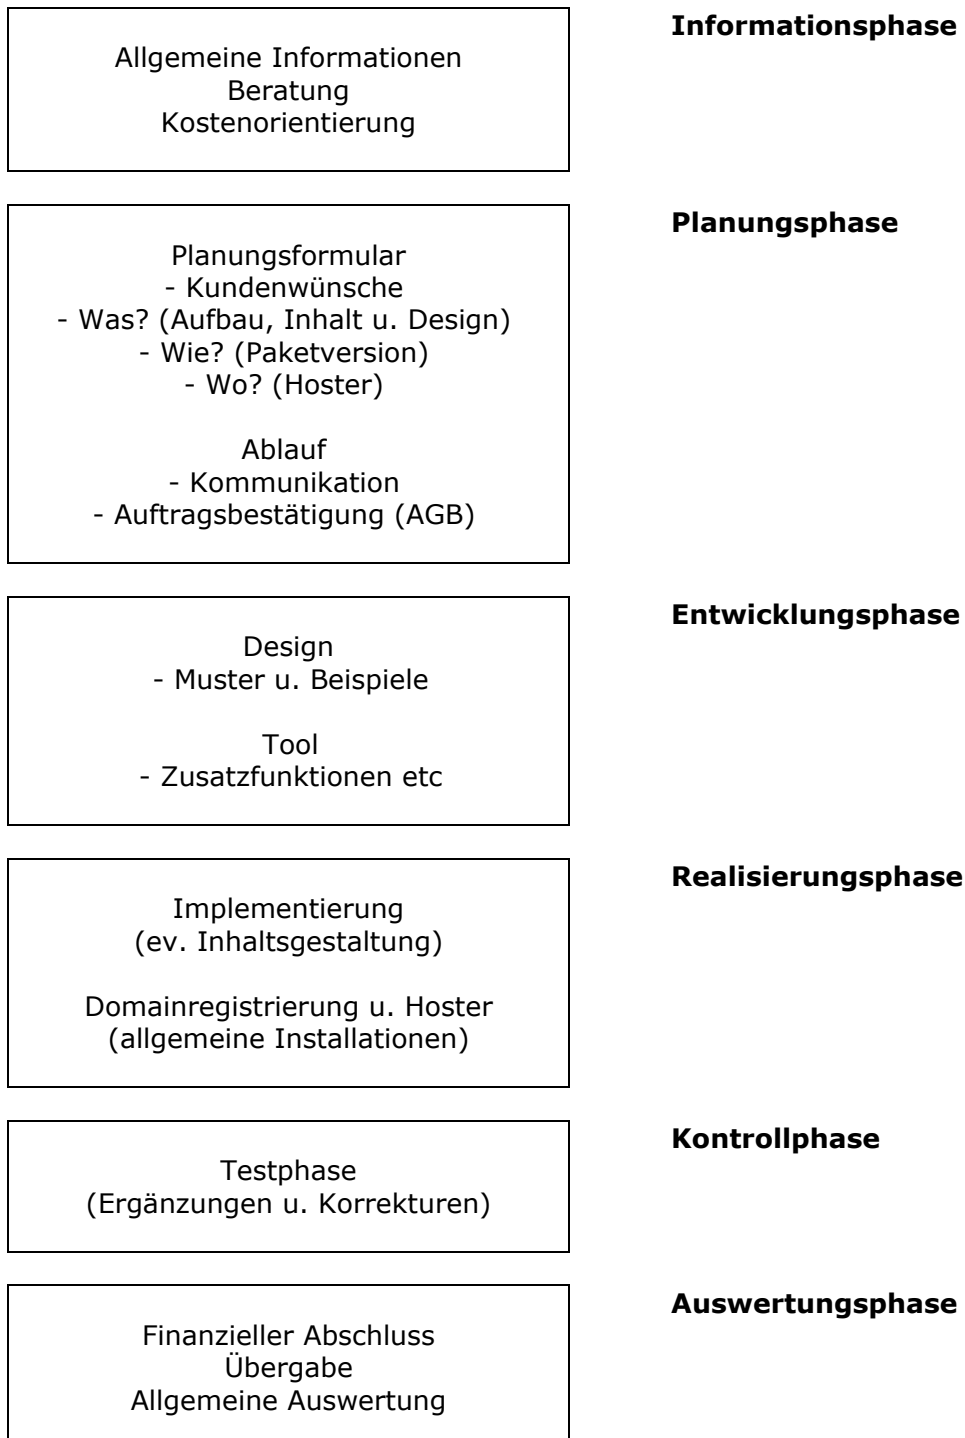 Informationsphase
Allgemeine Informationen
Beratung
Kostenorientierung
Planungsphase
Planungsformular
- Kundenwünsche
- Was? (Aufbau, Inhalt u. Design)
- Wie? (Paketversion)
- Wo? (Hoster)
Ablauf
- Kommunikation
- Auftragsbestätigung (AGB)
Entwicklungsphase
Design
- Muster u. Beispiele
Tool
- Zusatzfunktionen etc
Realisierungsphase
Implementierung
(ev. Inhaltsgestaltung)
Domainregistrierung u. Hoster
(allgemeine Installationen)
Kontrollphase
Testphase
(Ergänzungen u. Korrekturen)
Auswertungsphase
Finanzieller Abschluss
Übergabe
Allgemeine Auswertung